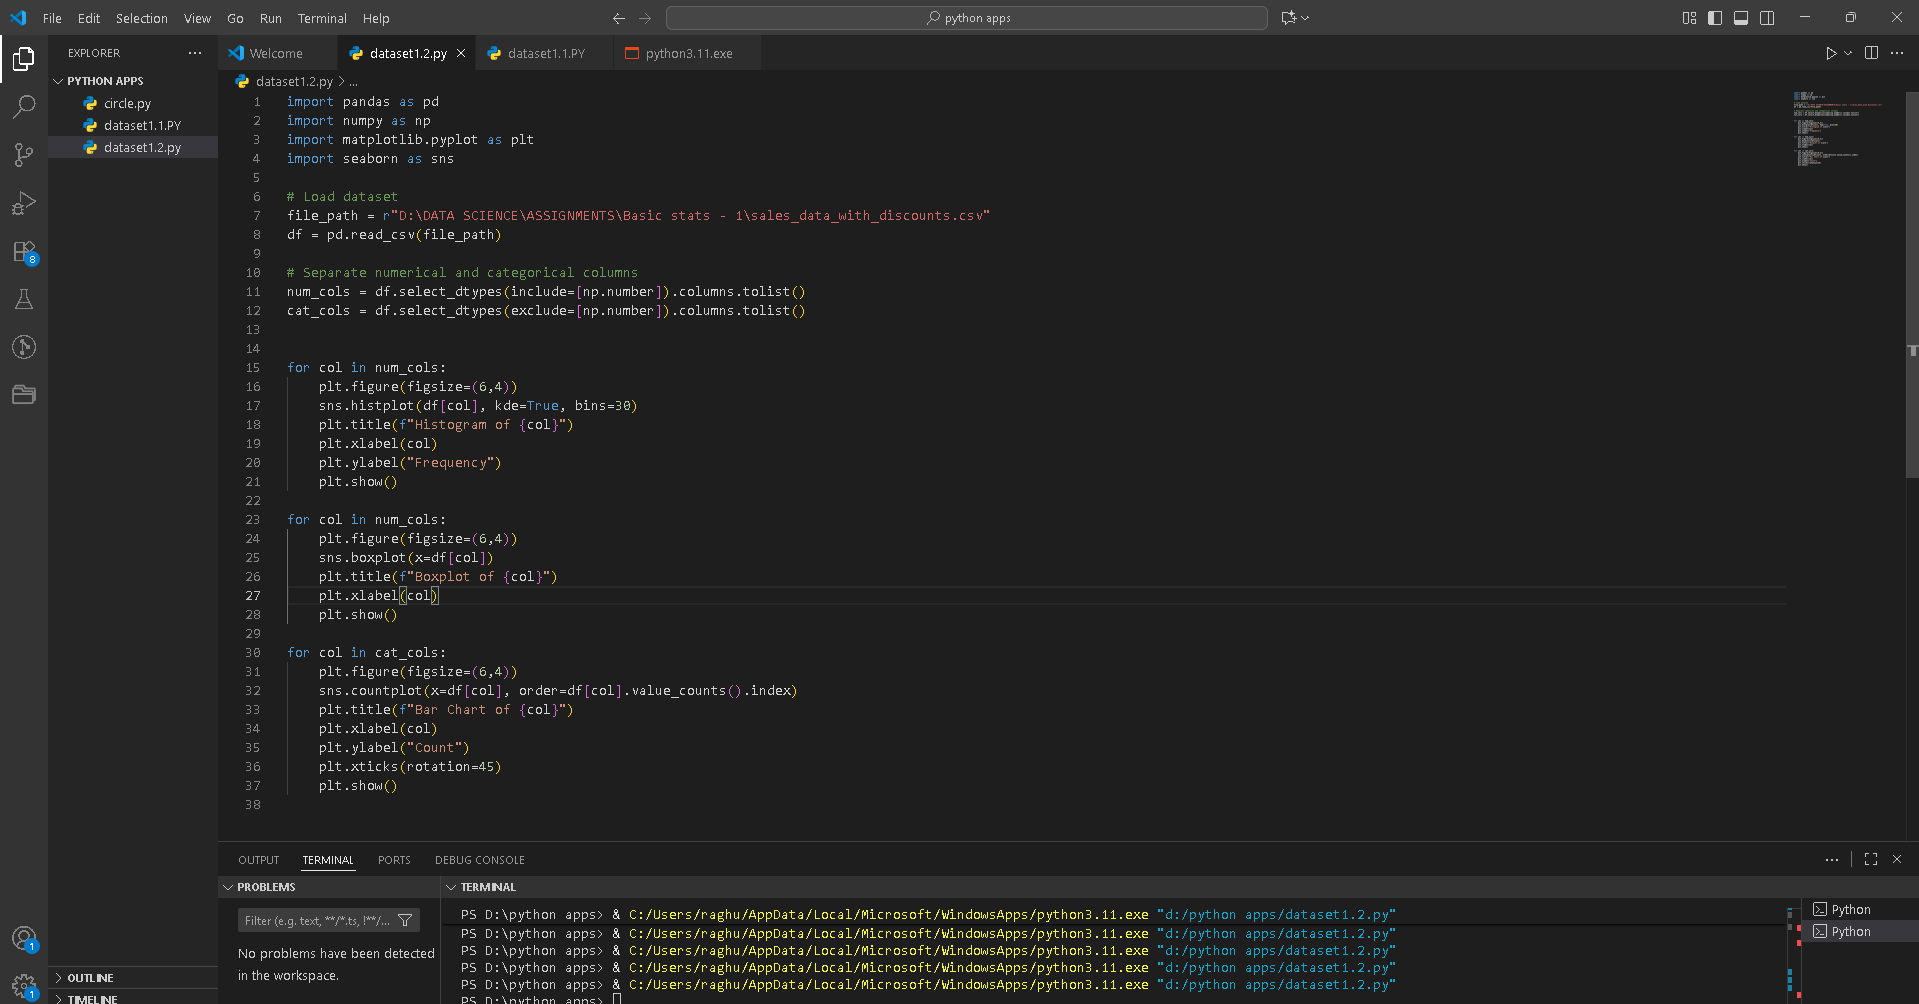 File Edit Selection View Go Run Terminal Help
python apps
EXPLORER
Welcome
dataset1.2.py
dataset1.1.PY
python3.11.exe
PYTHON APPS
circle.py
dataset1.1.PY
dataset1.2.py
dataset1.2.py > ...
1 import pandas as pd
2 import numpy as np
3 import matplotlib.pyplot as plt
4 import seaborn as sns
5
6 # Load dataset
7 file_path = r"D:\DATA SCIENCE\ASSIGNMENTS\Basic stats - 1\sales_data_with_discounts.csv"
8 df = pd.read_csv(file_path)
9
10 # Separate numerical and categorical columns
11 num_cols = df.select_dtypes(include=[np.number]).columns.tolist()
12 cat_cols = df.select_dtypes(exclude=[np.number]).columns.tolist()
13
14
15 for col in num_cols:
16     plt.figure(figsize=(6,4))
17     sns.histplot(df[col], kde=True, bins=30)
18     plt.title(f"Histogram of {col}")
19     plt.xlabel(col)
20     plt.ylabel("Frequency")
21     plt.show()
22
23 for col in num_cols:
24     plt.figure(figsize=(6,4))
25     sns.boxplot(x=df[col])
26     plt.title(f"Boxplot of {col}")
27     plt.xlabel(col)
28     plt.show()
29
30 for col in cat_cols:
31     plt.figure(figsize=(6,4))
32     sns.countplot(x=df[col], order=df[col].value_counts().index)
33     plt.title(f"Bar Chart of {col}")
34     plt.xlabel(col)
35     plt.ylabel("Count")
36     plt.xticks(rotation=45)
37     plt.show()
38
8
1
1
OUTLINE
TIMELINE
OUTPUT TERMINAL PORTS DEBUG CONSOLE
PROBLEMS
Filter (e.g. text, **/*.ts, !**/...
No problems have been detected
in the workspace.
TERMINAL
PS D:\python apps> & C:/Users/raghu/AppData/Local/Microsoft/WindowsApps/python3.11.exe "d:/python apps/dataset1.2.py"
PS D:\python apps> & C:/Users/raghu/AppData/Local/Microsoft/WindowsApps/python3.11.exe "d:/python apps/dataset1.2.py"
PS D:\python apps> & C:/Users/raghu/AppData/Local/Microsoft/WindowsApps/python3.11.exe "d:/python apps/dataset1.2.py"
PS D:\python apps> & C:/Users/raghu/AppData/Local/Microsoft/WindowsApps/python3.11.exe "d:/python apps/dataset1.2.py"
PS D:\python apps> & C:/Users/raghu/AppData/Local/Microsoft/WindowsApps/python3.11.exe "d:/python apps/dataset1.2.py"
PS D:\python apps>
Python
Python